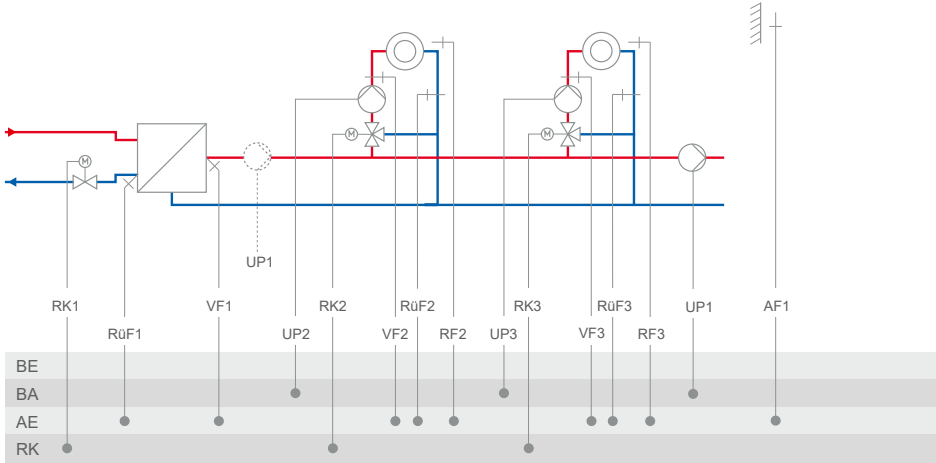 M
M
M
UP1
RK1
VF1
RK2
RüF2
RK3
RüF3
UP1
AF1
RüF1
UP2
VF2
RF2
UP3
VF3
RF3
BE
BA
AE
RK